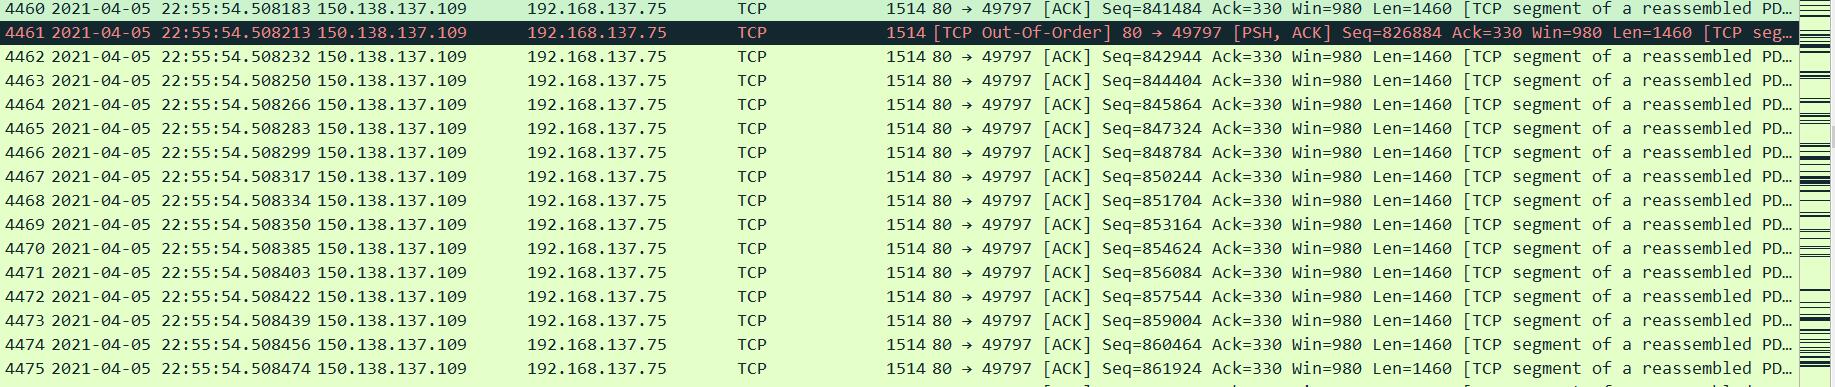 4460 2021-04-05 22:55:54.508183 150.138.137.109 192.168.137.75 TCP 1514 80 → 49797 [ACK] Seq=841484 Ack=330 Win=980 Len=1460 [TCP segment of a reassembled PD…
4461 2021-04-05 22:55:54.508213 150.138.137.109 192.168.137.75 TCP 1514 [TCP Out-Of-Order] 80 → 49797 [PSH, ACK] Seq=826884 Ack=330 Win=980 Len=1460 [TCP seg…
4462 2021-04-05 22:55:54.508232 150.138.137.109 192.168.137.75 TCP 1514 80 → 49797 [ACK] Seq=842944 Ack=330 Win=980 Len=1460 [TCP segment of a reassembled PD…
4463 2021-04-05 22:55:54.508250 150.138.137.109 192.168.137.75 TCP 1514 80 → 49797 [ACK] Seq=844404 Ack=330 Win=980 Len=1460 [TCP segment of a reassembled PD…
4464 2021-04-05 22:55:54.508266 150.138.137.109 192.168.137.75 TCP 1514 80 → 49797 [ACK] Seq=845864 Ack=330 Win=980 Len=1460 [TCP segment of a reassembled PD…
4465 2021-04-05 22:55:54.508283 150.138.137.109 192.168.137.75 TCP 1514 80 → 49797 [ACK] Seq=847324 Ack=330 Win=980 Len=1460 [TCP segment of a reassembled PD…
4466 2021-04-05 22:55:54.508299 150.138.137.109 192.168.137.75 TCP 1514 80 → 49797 [ACK] Seq=848784 Ack=330 Win=980 Len=1460 [TCP segment of a reassembled PD…
4467 2021-04-05 22:55:54.508317 150.138.137.109 192.168.137.75 TCP 1514 80 → 49797 [ACK] Seq=850244 Ack=330 Win=980 Len=1460 [TCP segment of a reassembled PD…
4468 2021-04-05 22:55:54.508334 150.138.137.109 192.168.137.75 TCP 1514 80 → 49797 [ACK] Seq=851704 Ack=330 Win=980 Len=1460 [TCP segment of a reassembled PD…
4469 2021-04-05 22:55:54.508350 150.138.137.109 192.168.137.75 TCP 1514 80 → 49797 [ACK] Seq=853164 Ack=330 Win=980 Len=1460 [TCP segment of a reassembled PD…
4470 2021-04-05 22:55:54.508385 150.138.137.109 192.168.137.75 TCP 1514 80 → 49797 [ACK] Seq=854624 Ack=330 Win=980 Len=1460 [TCP segment of a reassembled PD…
4471 2021-04-05 22:55:54.508403 150.138.137.109 192.168.137.75 TCP 1514 80 → 49797 [ACK] Seq=856084 Ack=330 Win=980 Len=1460 [TCP segment of a reassembled PD…
4472 2021-04-05 22:55:54.508422 150.138.137.109 192.168.137.75 TCP 1514 80 → 49797 [ACK] Seq=857544 Ack=330 Win=980 Len=1460 [TCP segment of a reassembled PD…
4473 2021-04-05 22:55:54.508439 150.138.137.109 192.168.137.75 TCP 1514 80 → 49797 [ACK] Seq=859004 Ack=330 Win=980 Len=1460 [TCP segment of a reassembled PD…
4474 2021-04-05 22:55:54.508456 150.138.137.109 192.168.137.75 TCP 1514 80 → 49797 [ACK] Seq=860464 Ack=330 Win=980 Len=1460 [TCP segment of a reassembled PD…
4475 2021-04-05 22:55:54.508474 150.138.137.109 192.168.137.75 TCP 1514 80 → 49797 [ACK] Seq=861924 Ack=330 Win=980 Len=1460 [TCP segment of a reassembled PD…